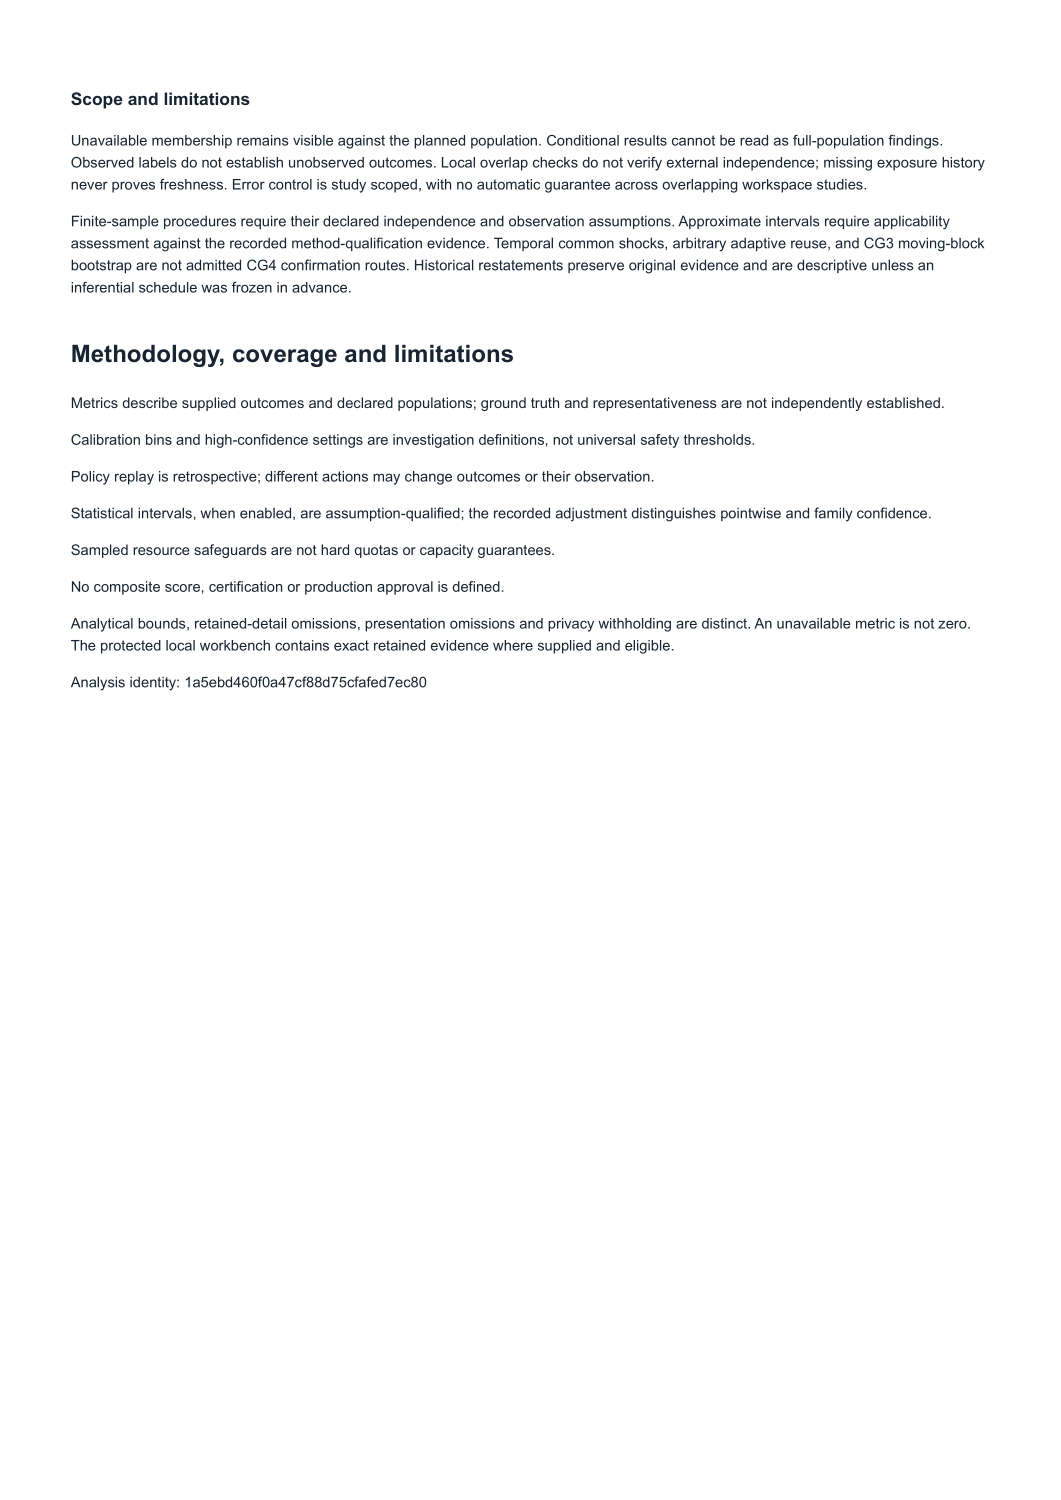 Scope and limitations
Unavailable membership remains visible against the planned population. Conditional results cannot be read as full-population findings.
Observed labels do not establish unobserved outcomes. Local overlap checks do not verify external independence; missing exposure history
never proves freshness. Error control is study scoped, with no automatic guarantee across overlapping workspace studies.
Finite-sample procedures require their declared independence and observation assumptions. Approximate intervals require applicability
assessment against the recorded method-qualification evidence. Temporal common shocks, arbitrary adaptive reuse, and CG3 moving-block
bootstrap are not admitted CG4 confirmation routes. Historical restatements preserve original evidence and are descriptive unless an
inferential schedule was frozen in advance.
Methodology, coverage and limitations
Metrics describe supplied outcomes and declared populations; ground truth and representativeness are not independently established.
Calibration bins and high-confidence settings are investigation definitions, not universal safety thresholds.
Policy replay is retrospective; different actions may change outcomes or their observation.
Statistical intervals, when enabled, are assumption-qualified; the recorded adjustment distinguishes pointwise and family confidence.
Sampled resource safeguards are not hard quotas or capacity guarantees.
No composite score, certification or production approval is defined.
Analytical bounds, retained-detail omissions, presentation omissions and privacy withholding are distinct. An unavailable metric is not zero.
The protected local workbench contains exact retained evidence where supplied and eligible.
Analysis identity: 1a5ebd460f0a47cf88d75cfafed7ec80